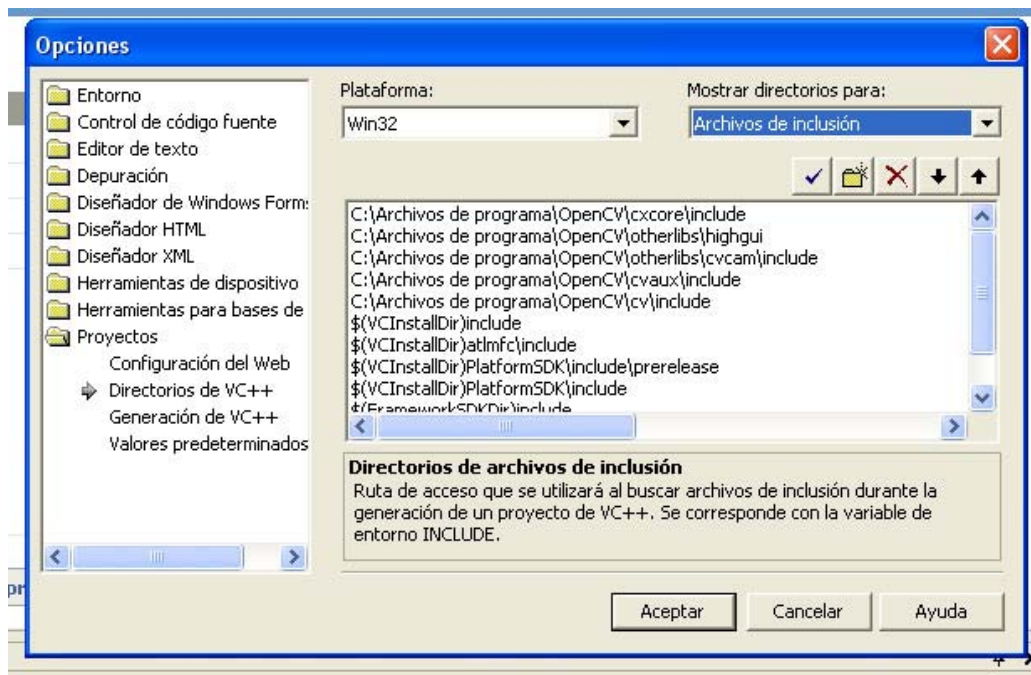 Opciones
Entorno
Control de código fuente
Editor de texto
Depuración
Diseñador de Windows Form
Diseñador HTML
Diseñador XML
Herramientas de dispositivo
Herramientas para bases de
Proyectos
Configuración del Web
Directorios de VC++
Generación de VC++
Valores predeterminados
Plataforma:
Win32
Mostrar directorios para:
Archivos de inclusión
C:\Archivos de programa\OpenCV\cxcore\include
C:\Archivos de programa\OpenCV\otherlibs\highgui
C:\Archivos de programa\OpenCV\otherlibs\cvcam\include
C:\Archivos de programa\OpenCV\cvaux\include
C:\Archivos de programa\OpenCV\cv\include
$(VCInstallDir)include
$(VCInstallDir)atlmfc\include
$(VCInstallDir)PlatformSDK\include\prerelease
$(VCInstallDir)PlatformSDK\include
$(FrameworkSDKDir)include
Directorios de archivos de inclusión
Ruta de acceso que se utilizará al buscar archivos de inclusión durante la
generación de un proyecto de VC++. Se corresponde con la variable de
entorno INCLUDE.
Aceptar
Cancelar
Ayuda
pr